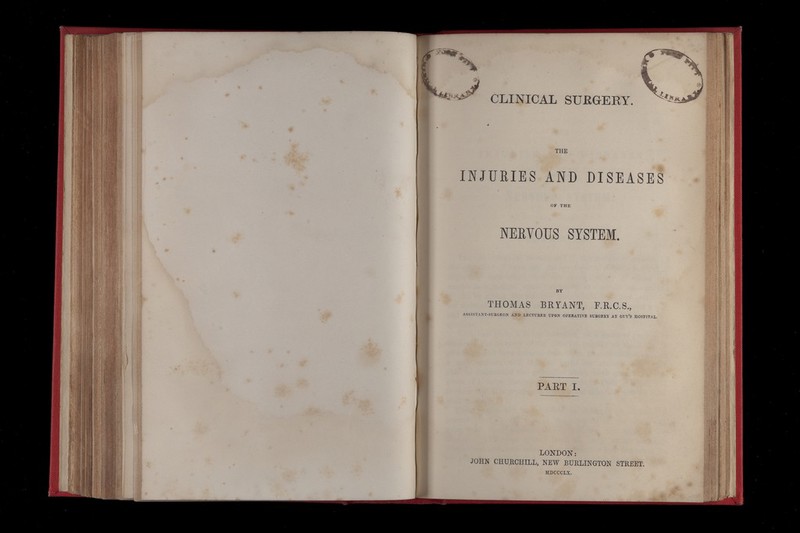 CLINICAL SURGERY.
THE
INJURIES AND DISEASES
OF THE
NERVOUS SYSTEM.
BY
THOMAS BRYANT, F.R.C.S.,
ASSISTANT-SURGEON AND LECTURER UPON OPERATIVE SURGERY AT GUY'S HOSPITAL.
PART I.
LONDON:
JOHN CHURCHILL, NEW BURLINGTON STREET.
MDCCCLX.